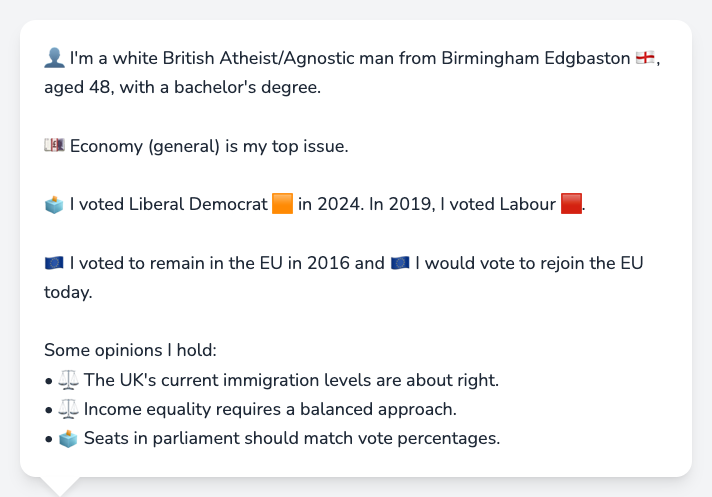 👤 I'm a white British Atheist/Agnostic man from Birmingham Edgbaston 🏴󠁧󠁢󠁥󠁮󠁧󠁿,
aged 48, with a bachelor's degree.
💷 Economy (general) is my top issue.
🗳️ I voted Liberal Democrat 🟧 in 2024. In 2019, I voted Labour 🟥.
🇪🇺 I voted to remain in the EU in 2016 and 🇪🇺 I would vote to rejoin the EU
today.
Some opinions I hold:
• ⚖️ The UK's current immigration levels are about right.
• ⚖️ Income equality requires a balanced approach.
• 🗳️ Seats in parliament should match vote percentages.